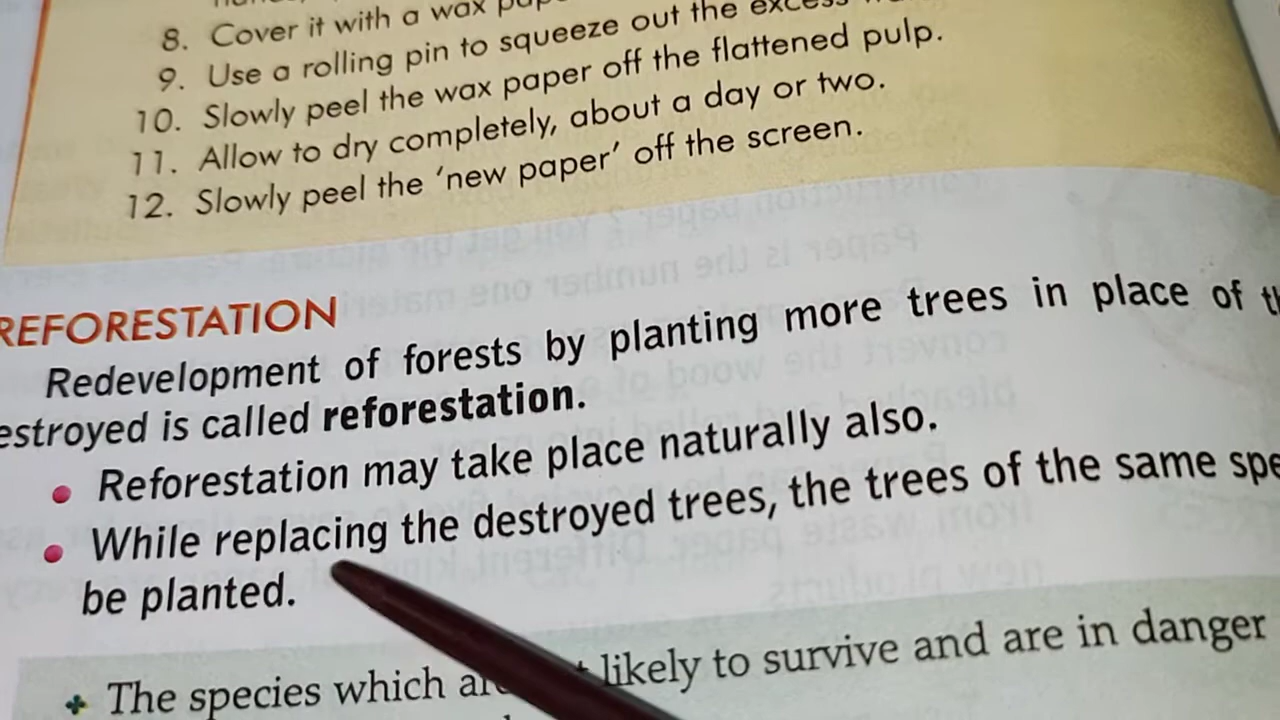 8. Cover it with a wax
9. Use a rolling pin to squeeze out the excess
10. Slowly peel the wax paper off the flattened pulp.
11. Allow to dry completely, about a day or two.
12. Slowly peel the 'new paper' off the screen.
REFORESTATION
Redevelopment of forests by planting more trees in place of
estroyed is called reforestation.
• Reforestation may take place naturally also.
• While replacing the destroyed trees, the trees of the same spe
be planted.
✤ The species which likely to survive and are in danger